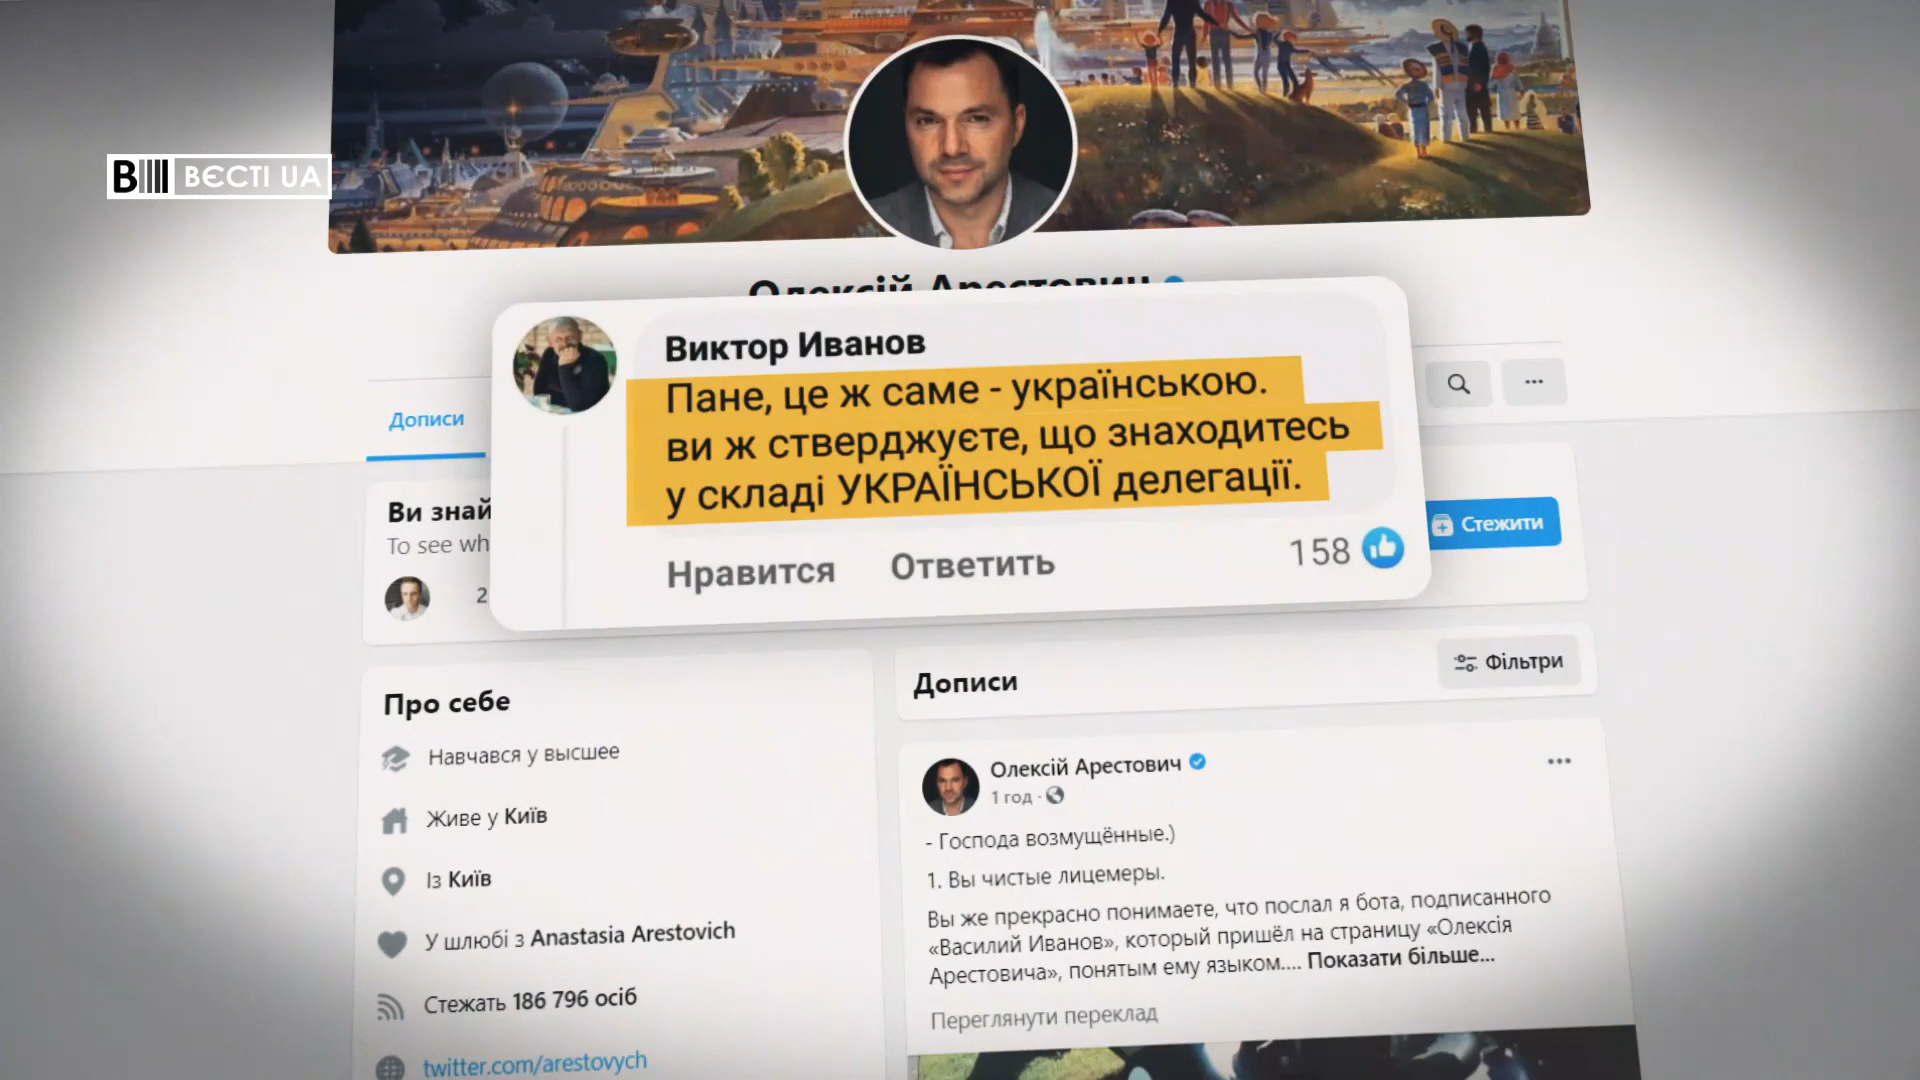 В ВЄСТІ UA
Олексій Арестович
Виктор Иванов
Пане, це ж саме - українською.
ви ж стверджуєте, що знаходитесь
у складі УКРАЇНСЬКОЇ делегації.
Нравится Ответить 158
Дописи
Ви знай
To see wh
2
Стежити
Про себе
Навчався у высшее
Живе у Київ
Із Київ
У шлюбі з Anastasia Arestovich
Стежать 186 796 осіб
twitter.com/arestovych
Дописи
Фільтри
Олексій Арестович
1 год ·
- Господа возмущённые.)
1. Вы чистые лицемеры.
Вы же прекрасно понимаете, что послал я бота, подписанного
«Василий Иванов», который пришёл на страницу «Олексія
Арестовича», понятым ему языком.... Показати більше...
Переглянути переклад